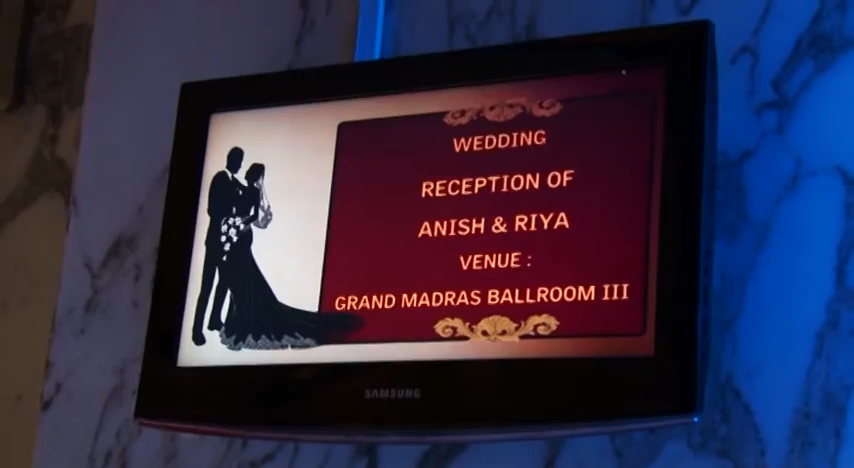 WEDDING
RECEPTION OF
ANISH & RIYA
VENUE :
GRAND MADRAS BALLROOM III
SAMSUNG